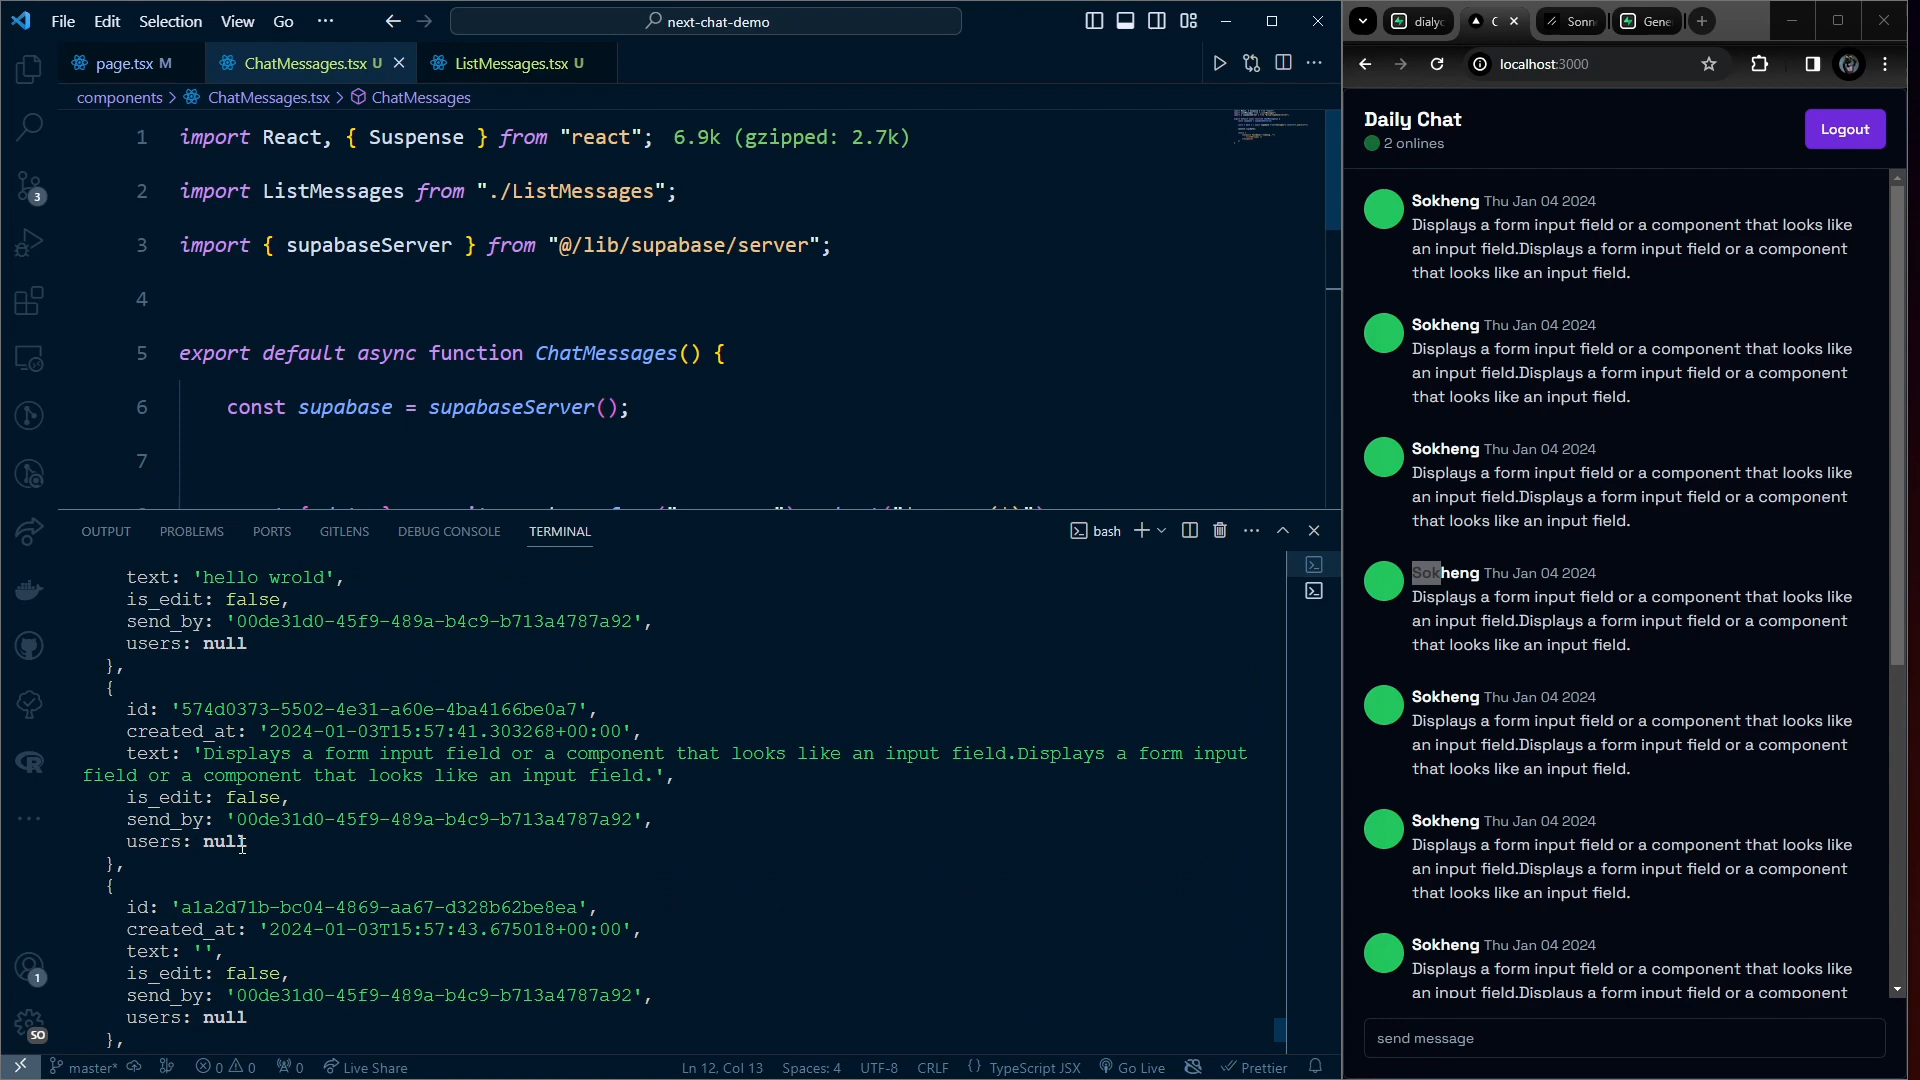 File Edit Selection View Go ···
next-chat-demo
page.tsx M
ChatMessages.tsx U
ListMessages.tsx U
components > ChatMessages.tsx > ChatMessages
1 import React, { Suspense } from "react"; 6.9k (gzipped: 2.7k)
2 import ListMessages from "./ListMessages";
3 import { supabaseServer } from "@/lib/supabase/server";
4
5 export default async function ChatMessages() {
6 const supabase = supabaseServer();
7
OUTPUT PROBLEMS PORTS GITLENS DEBUG CONSOLE TERMINAL
bash
text: 'hello wrold',
is_edit: false,
send_by: '00de31d0-45f9-489a-b4c9-b713a4787a92',
users: null
},
{
id: '574d0373-5502-4e31-a60e-4ba4166be0a7',
created_at: '2024-01-03T15:57:41.303268+00:00',
text: 'Displays a form input field or a component that looks like an input field.Displays a form input
field or a component that looks like an input field.',
is_edit: false,
send_by: '00de31d0-45f9-489a-b4c9-b713a4787a92',
users: null
},
{
id: 'a1a2d71b-bc04-4869-aa67-d328b62be8ea',
created_at: '2024-01-03T15:57:43.675018+00:00',
text: '',
is_edit: false,
send_by: '00de31d0-45f9-489a-b4c9-b713a4787a92',
users: null
},
3
1
SO
master* 0 0 0 Live Share
Ln 12, Col 13 Spaces: 4 UTF-8 CRLF {} TypeScript JSX Go Live Prettier
dialyc
C
Sonn
Gene
localhost:3000
Daily Chat
2 onlines
Logout
Sokheng Thu Jan 04 2024
Displays a form input field or a component that looks like
an input field.Displays a form input field or a component
that looks like an input field.
Sokheng Thu Jan 04 2024
Displays a form input field or a component that looks like
an input field.Displays a form input field or a component
that looks like an input field.
Sokheng Thu Jan 04 2024
Displays a form input field or a component that looks like
an input field.Displays a form input field or a component
that looks like an input field.
Sokheng Thu Jan 04 2024
Displays a form input field or a component that looks like
an input field.Displays a form input field or a component
that looks like an input field.
Sokheng Thu Jan 04 2024
Displays a form input field or a component that looks like
an input field.Displays a form input field or a component
that looks like an input field.
Sokheng Thu Jan 04 2024
Displays a form input field or a component that looks like
an input field.Displays a form input field or a component
that looks like an input field.
Sokheng Thu Jan 04 2024
Displays a form input field or a component that looks like
an input field.Displays a form input field or a component
send message